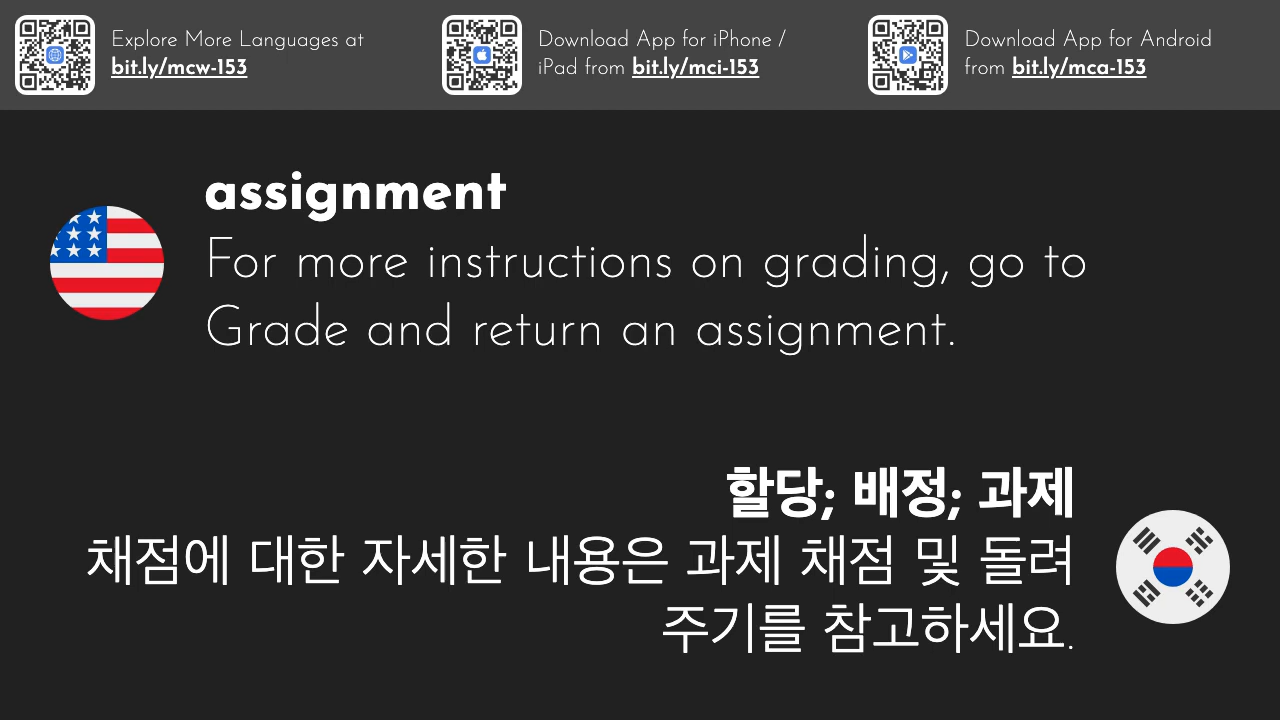 Explore More Languages at
bit.ly/mcw-153
Download App for iPhone /
iPad from bit.ly/mci-153
Download App for Android
from bit.ly/mca-153
assignment
For more instructions on grading, go to
Grade and return an assignment.
할당; 배정; 과제
채점에 대한 자세한 내용은 과제 채점 및 돌려
주기를 참고하세요.